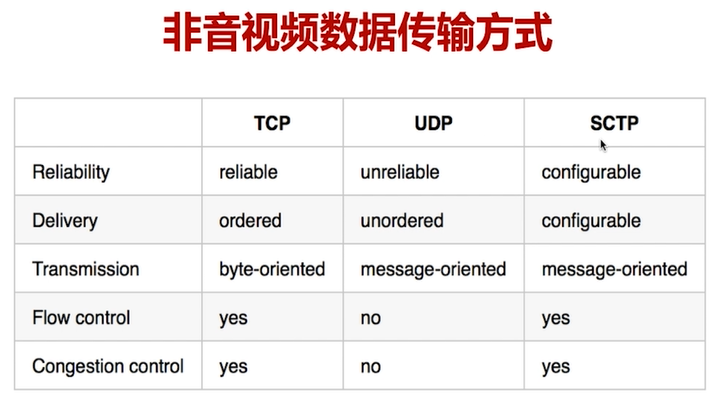 非音视频数据传输方式
TCP UDP SCTP
Reliability reliable unreliable configurable
Delivery ordered unordered configurable
Transmission byte-oriented message-oriented message-oriented
Flow control yes no yes
Congestion control yes no yes